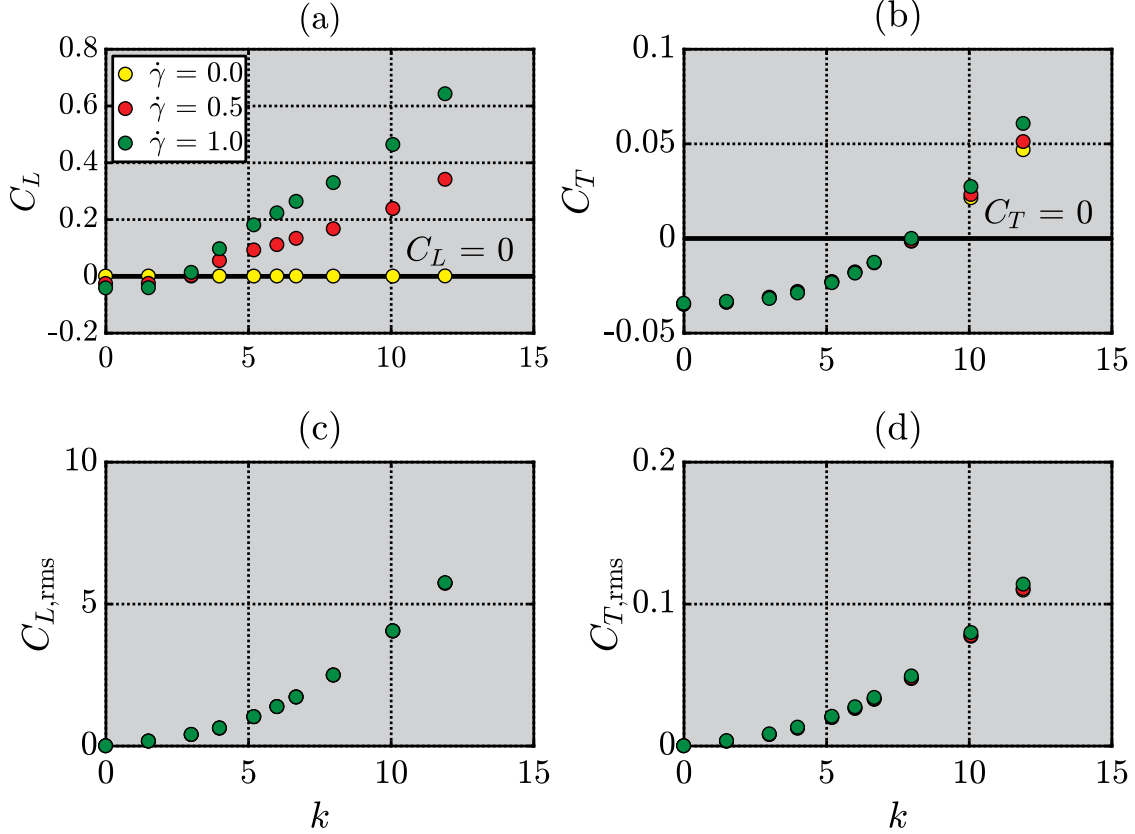 (a)
0.8
0.6
0.4
0.2
0
-0.2
C_L
γ̇ = 0.0
γ̇ = 0.5
γ̇ = 1.0
C_L = 0
0 5 10 15
(b)
0.1
0.05
0
-0.05
C_T
C_T = 0
0 5 10 15
(c)
10
5
0
C_{L,rms}
0 5 10 15
k
(d)
0.2
0.1
0
C_{T,rms}
0 5 10 15
k